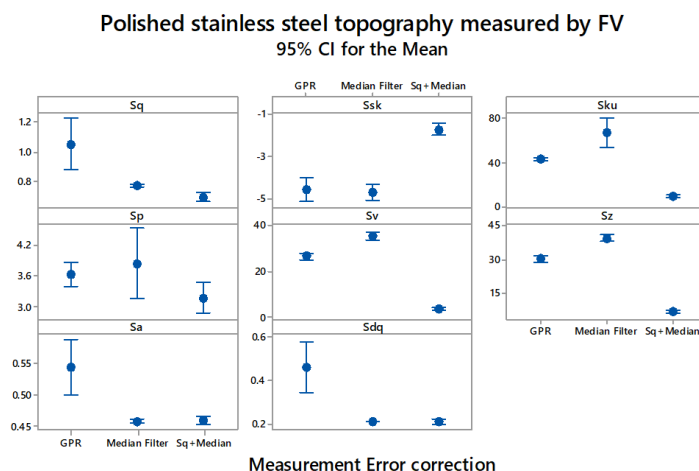 Polished stainless steel topography measured by FV
95% CI for the Mean
GPR Median Filter Sq+Median
Sq Ssk Sku
1.2
1.0
0.8
-1
-3
-5
80
40
0
Sp Sv Sz
4.2
3.6
3.0
40
20
0
45
30
15
Sa Sdq
GPR Median Filter Sq+Median
0.55
0.50
0.45
0.6
0.4
0.2
GPR Median Filter Sq+Median
Measurement Error correction